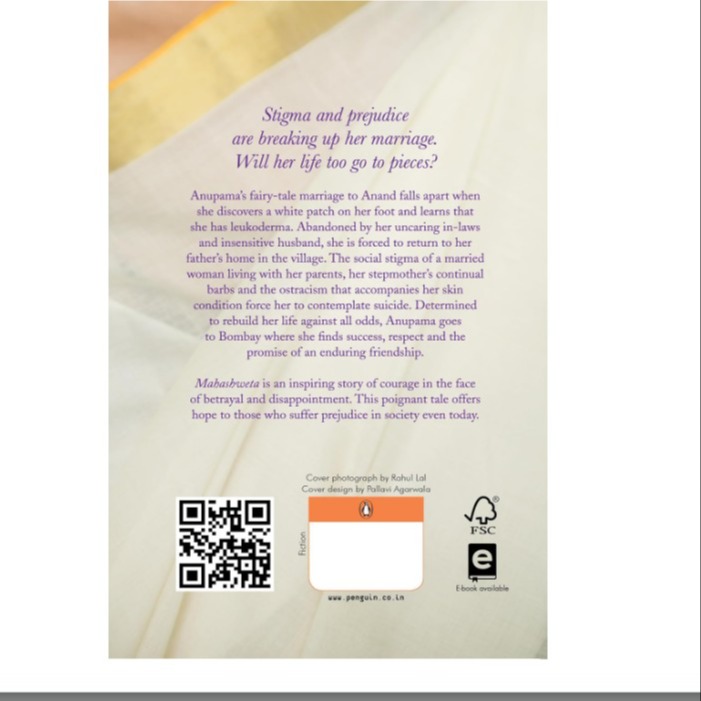 Stigma and prejudice
are breaking up her marriage.
Will her life too go to pieces?
Anupama's fairy-tale marriage to Anand falls apart when
she discovers a white patch on her foot and learns that
she has leukoderma. Abandoned by her uncaring in-laws
and insensitive husband, she is forced to return to her
father's home in the village. The social stigma of a married
woman living with her parents, her stepmother's continual
barbs and the ostracism that accompanies her skin
condition force her to contemplate suicide. Determined
to rebuild her life against all odds, Anupama goes
to Bombay where she finds success, respect and the
promise of an enduring friendship.
Mahashweta is an inspiring story of courage in the face
of betrayal and disappointment. This poignant tale offers
hope to those who suffer prejudice in society even today.
Cover photograph by Rahul Lal
Cover design by Pallavi Agarwala
Fiction
www.penguin.co.in
FSC
e
E-book available